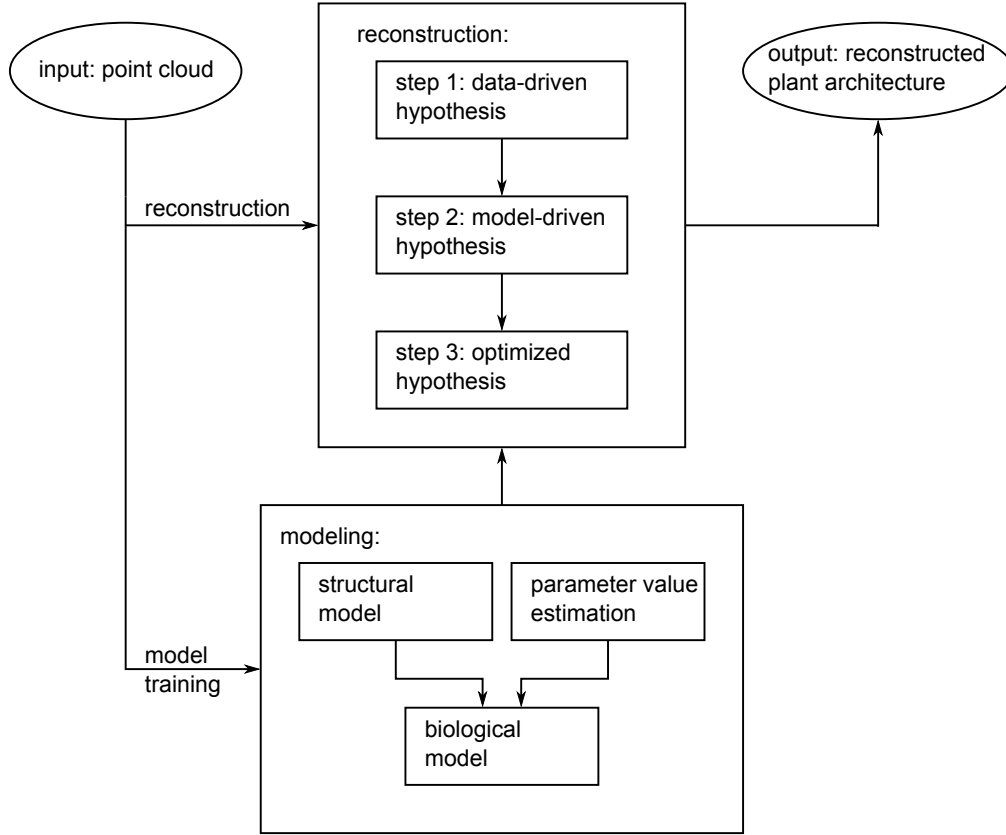 input: point cloud
reconstruction:
step 1: data-driven
hypothesis
step 2: model-driven
hypothesis
step 3: optimized
hypothesis
output: reconstructed
plant architecture
reconstruction
modeling:
structural
model
parameter value
estimation
biological
model
model
training